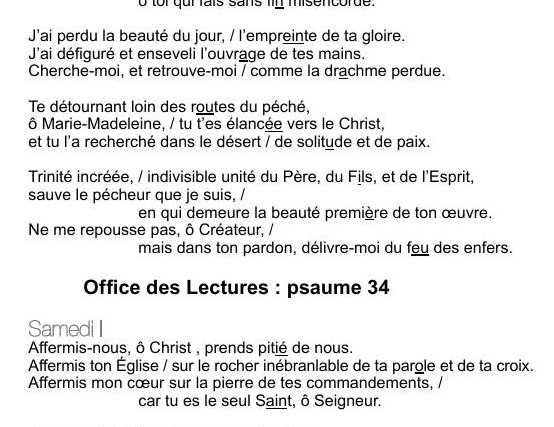 ô toi qui fais sans fin miséricorde.
J'ai perdu la beauté du jour, / l'empreinte de ta gloire.
J'ai défiguré et enseveli l'ouvrage de tes mains.
Cherche-moi, et retrouve-moi / comme la drachme perdue.
Te détournant loin des routes du péché,
ô Marie-Madeleine, / tu t'es élancée vers le Christ,
et tu l'a recherché dans le désert / de solitude et de paix.
Trinité incréée, / indivisible unité du Père, du Fils, et de l'Esprit,
sauve le pécheur que je suis, /
en qui demeure la beauté première de ton œuvre.
Ne me repousse pas, ô Créateur, /
mais dans ton pardon, délivre-moi du feu des enfers.
Office des Lectures : psaume 34
Samedi I
Affermis-nous, ô Christ , prends pitié de nous.
Affermis ton Église / sur le rocher inébranlable de ta parole et de ta croix.
Affermis mon cœur sur la pierre de tes commandements, /
car tu es le seul Saint, ô Seigneur.